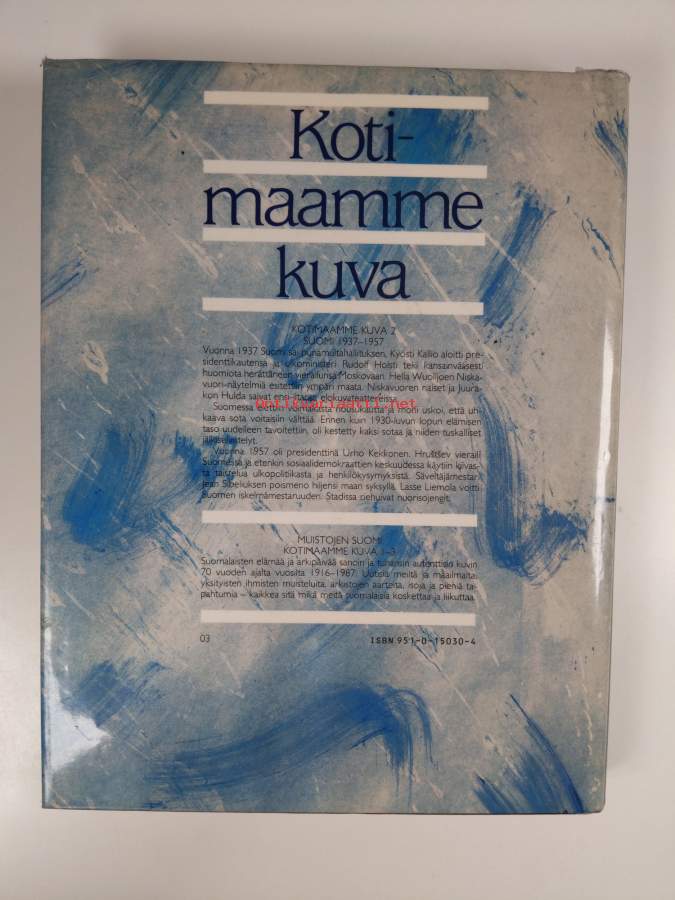 Koti-
maamme
kuva
KOTIMAAMME KUVA 2
SUOMI 1937–1957
Vuonna 1937 Suomi sai punamultahallituksen, Kyösti Kallio aloitti pre-
sidenttikautensa ja ulkoministeri Rudolf Holsti teki kansainvälisesti
huomiota herättäneen vierailunsa Moskovaan. Hella Wuolijoen Niska-
vuori-näytelmiä esitettiin ympäri maata. Niskavuoren naiset ja Juura-
kon Hulda saivat ensi-iltansa elokuvateattereissa.
antikvariaatti.net
Suomessa elettiin voimakasta nousukautta ja moni uskoi, että uh-
kaava sota voitaisiin välttää. Ennen kuin 1930-luvun lopun elämisen
taso uudelleen tavoitettiin, oli kestetty kaksi sotaa ja niiden tuskalliset
jälkiselvittelyt.
Vuonna 1957 oli presidenttinä Urho Kekkonen. Hruštšev vieraili
Suomessa ja etenkin sosiaalidemokraattien keskuudessa käytiin kiivas-
ta taistelua ulkopolitiikasta ja henkilökysymyksistä. Säveltäjämestari
Jean Sibeliuksen poismeno hiljensi maan syksyllä. Lasse Liemola voitti
Suomen iskelmämestaruuden. Stadissa riehuivat nuorisojengit.
MUISTOJEN SUOMI
KOTIMAAMME KUVA 1–3
Suomalaisten elämää ja arkipäivää sanoin ja tuhansin autenttisin kuvin
70 vuoden ajalta vuosilta 1916–1987. Uutisia meiltä ja maailmalta,
yksityisten ihmisten muisteluita, arkistojen aarteita, isoja ja pieniä ta-
pahtumia – kaikkea sitä mikä meitä suomalaisia koskettaa ja liikuttaa.
03
ISBN 951-0-15030-4